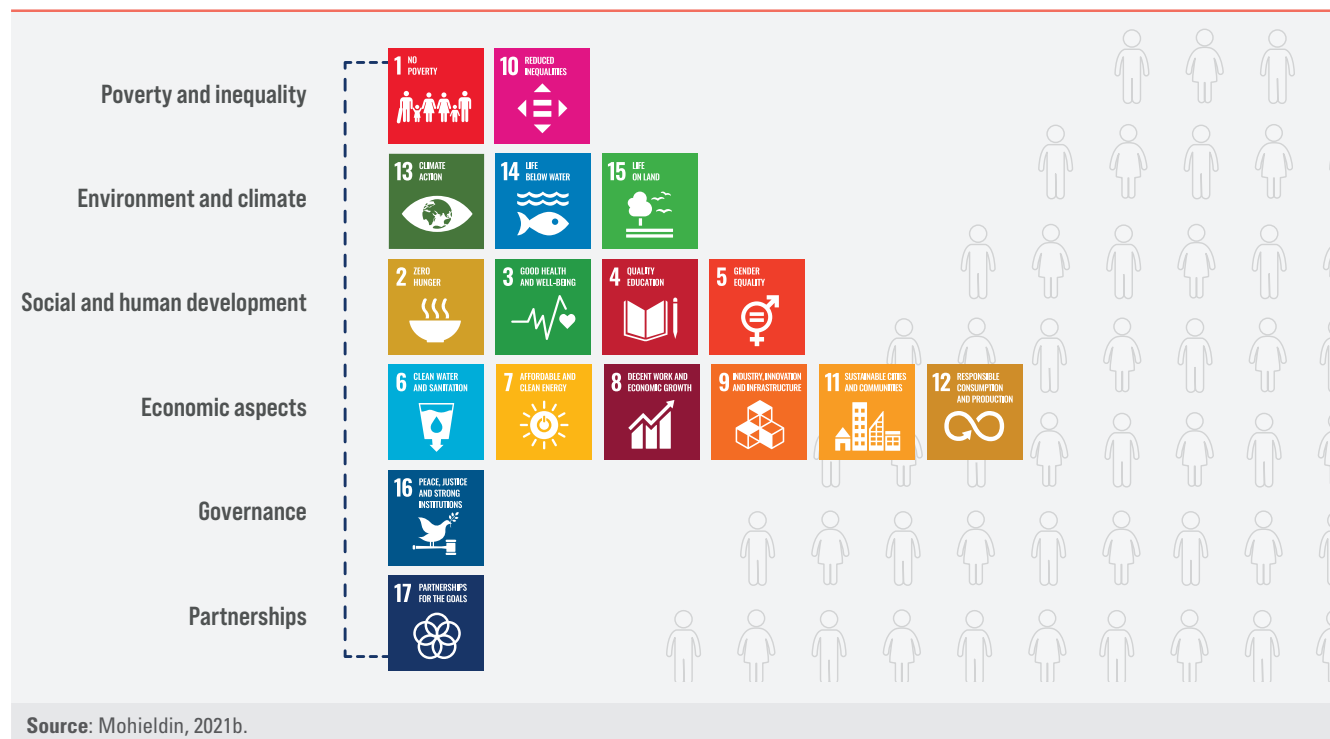 Poverty and inequality
1 NO
POVERTY
10 REDUCED
INEQUALITIES
Environment and climate
13 CLIMATE
ACTION
14 LIFE
BELOW WATER
15 LIFE
ON LAND
Social and human development
2 ZERO
HUNGER
3 GOOD HEALTH
AND WELL-BEING
4 QUALITY
EDUCATION
5 GENDER
EQUALITY
Economic aspects
6 CLEAN WATER
AND SANITATION
7 AFFORDABLE AND
CLEAN ENERGY
8 DECENT WORK AND
ECONOMIC GROWTH
9 INDUSTRY, INNOVATION
AND INFRASTRUCTURE
11 SUSTAINABLE CITIES
AND COMMUNITIES
12 RESPONSIBLE
CONSUMPTION
AND PRODUCTION
Governance
16 PEACE, JUSTICE
AND STRONG
INSTITUTIONS
Partnerships
17 PARTNERSHIPS
FOR THE GOALS
Source: Mohieldin, 2021b.